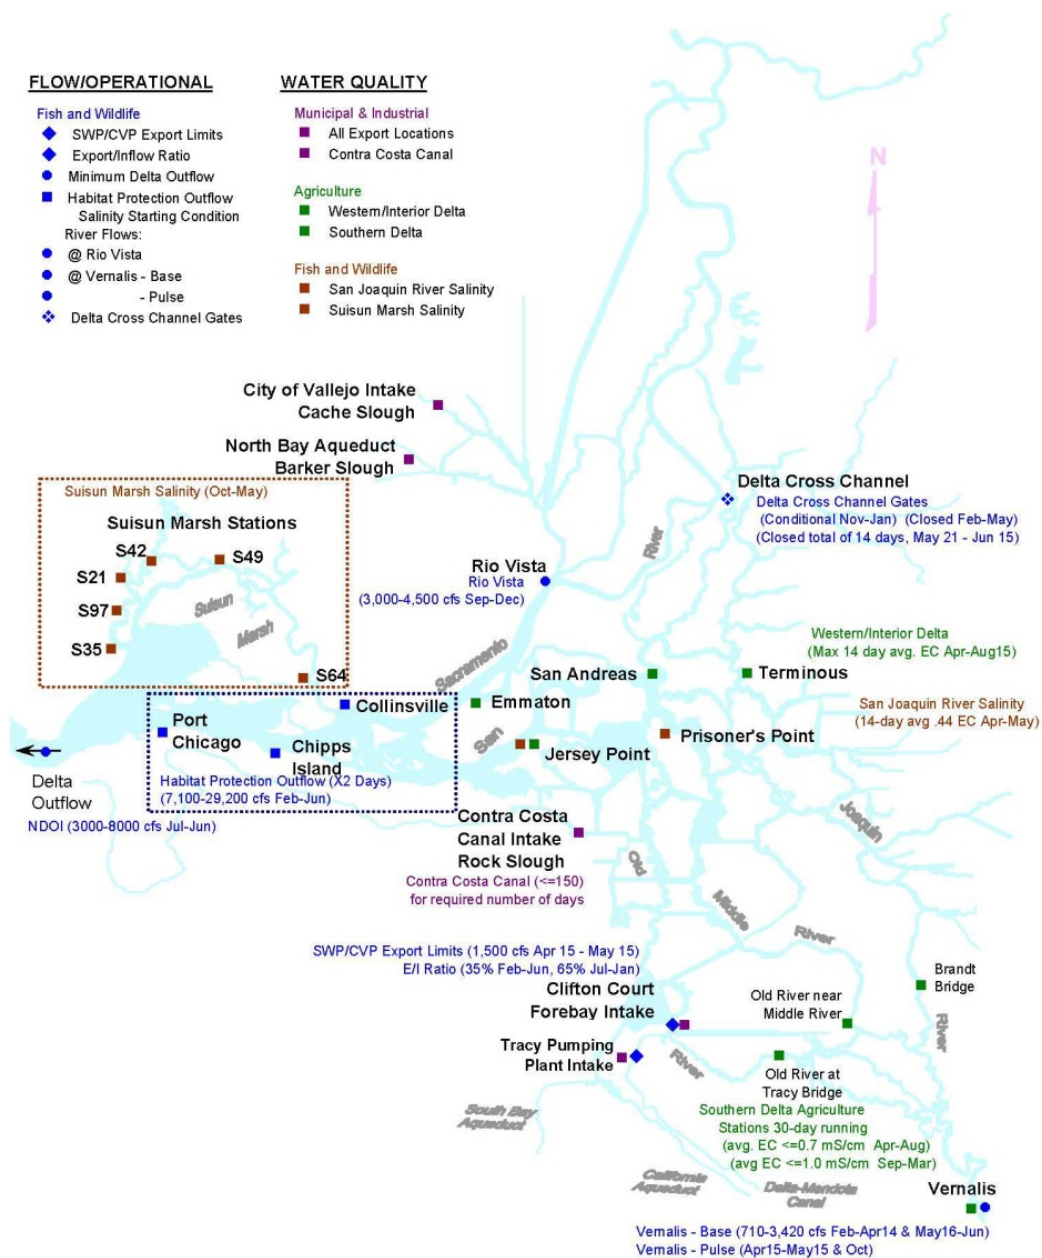 FLOW/OPERATIONAL
Fish and Wildlife
SWP/CVP Export Limits
Export/Inflow Ratio
Minimum Delta Outflow
Habitat Protection Outflow
Salinity Starting Condition
River Flows:
@ Rio Vista
@ Vernalis - Base
- Pulse
Delta Cross Channel Gates
WATER QUALITY
Municipal & Industrial
All Export Locations
Contra Costa Canal
Agriculture
Western/Interior Delta
Southern Delta
Fish and Wildlife
San Joaquin River Salinity
Suisun Marsh Salinity
N
City of Vallejo Intake
Cache Slough
North Bay Aqueduct
Barker Slough
Delta Cross Channel
Delta Cross Channel Gates
(Conditional Nov-Jan) (Closed Feb-May)
(Closed total of 14 days, May 21 - Jun 15)
Suisun Marsh Salinity (Oct-May)
Suisun Marsh Stations
S42
S49
S21
S97
S35
S64
Suisun
Marsh
River
Rio Vista
Rio Vista
(3,000-4,500 cfs Sep-Dec)
Sacramento
Western/Interior Delta
(Max 14 day avg. EC Apr-Aug15)
San Andreas
Terminous
Collinsville
Emmaton
San
San Joaquin River Salinity
(14-day avg .44 EC Apr-May)
Port
Chicago
Chipps
Island
Jersey Point
Prisoner's Point
Habitat Protection Outflow (X2 Days)
(7,100-29,200 cfs Feb-Jun)
Delta
Outflow
NDOI (3000-8000 cfs Jul-Jun)
Contra Costa
Canal Intake
Rock Slough
Contra Costa Canal (<=150)
for required number of days
Joaquin
Old
Middle
River
SWP/CVP Export Limits (1,500 cfs Apr 15 - May 15)
E/I Ratio (35% Feb-Jun, 65% Jul-Jan)
Clifton Court
Forebay Intake
Old River near
Middle River
Brandt
Bridge
River
Tracy Pumping
Plant Intake
River
Old River at
Tracy Bridge
Southern Delta Agriculture
Stations 30-day running
(avg. EC <=0.7 mS/cm Apr-Aug)
(avg EC <=1.0 mS/cm Sep-Mar)
South Bay
Aqueduct
California
Aqueduct
Delta-Mendota
Canal
Vernalis
Vernalis - Base (710-3,420 cfs Feb-Apr14 & May16-Jun)
Vernalis - Pulse (Apr15-May15 & Oct)